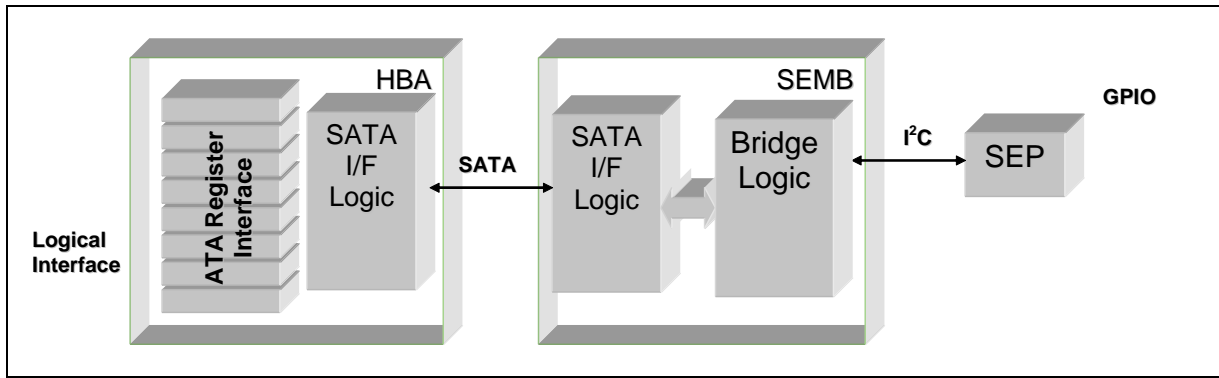 HBA
SATA
I/F
Logic
ATA Register
Interface
Logical
Interface
SATA
SEMB
SATA
I/F
Logic
Bridge
Logic
I²C
SEP
GPIO